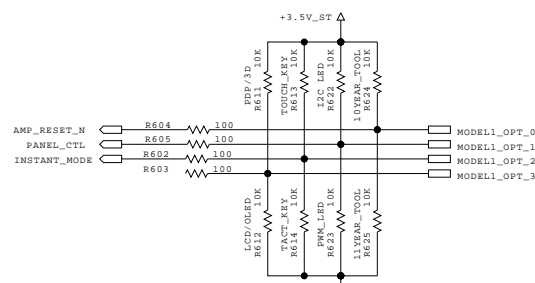 +3.5V_ST
PDP/3D
R611 10K
TOUCH_KEY
R613 10K
I2C LED
R622 10K
10YEAR_TOOL
R624 10K
AMP_RESET_N R604 100 MODEL1_OPT_0
PANEL_CTL R605 100 MODEL1_OPT_1
INSTANT_MODE R602 100 MODEL1_OPT_2
R603 100 MODEL1_OPT_3
LCD/OLED
R612 10K
TACT_KEY
R614 10K
PWM_LED
R623 10K
11YEAR_TOOL
R625 10K